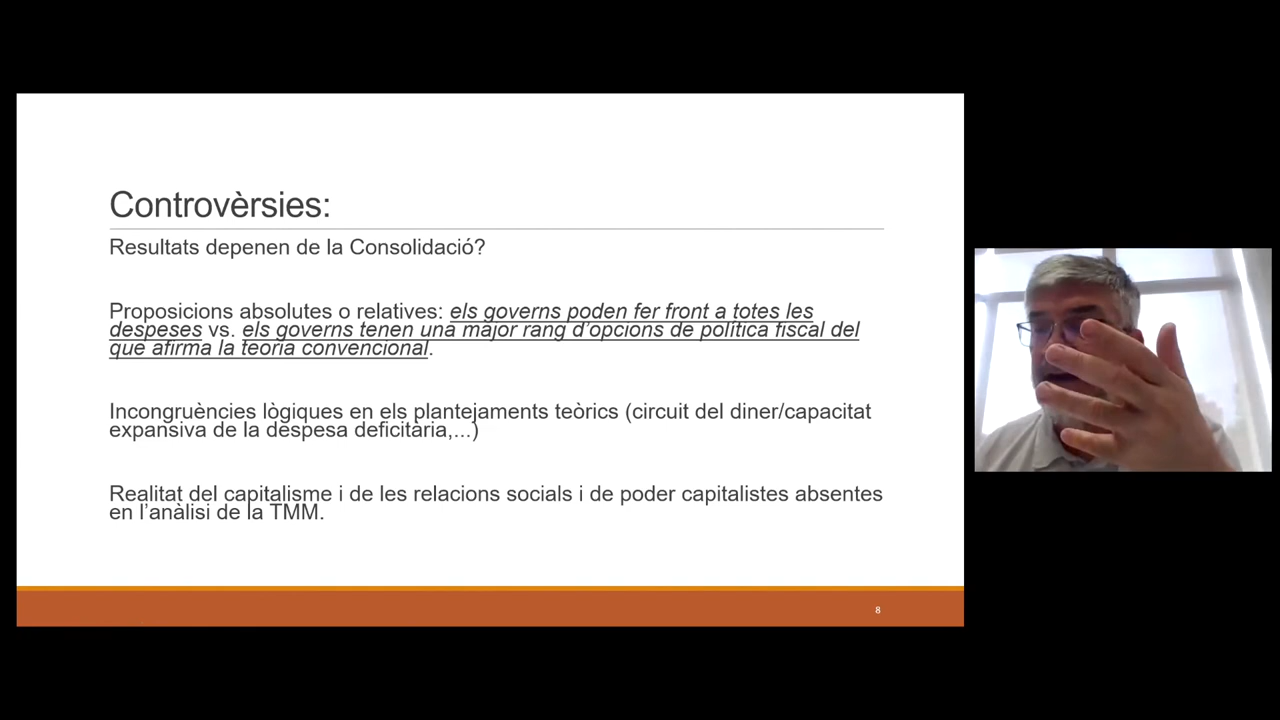 Controvèrsies:
Resultats depenen de la Consolidació?
Proposicions absolutes o relatives: els governs poden fer front a totes les
despeses vs. els governs tenen una major rang d'opcions de política fiscal del
que afirma la teoria convencional.
Incongruències lògiques en els plantejaments teòrics (circuit del diner/capacitat
expansiva de la despesa deficitària,...)
Realitat del capitalisme i de les relacions socials i de poder capitalistes absentes
en l'anàlisi de la TMM.
8